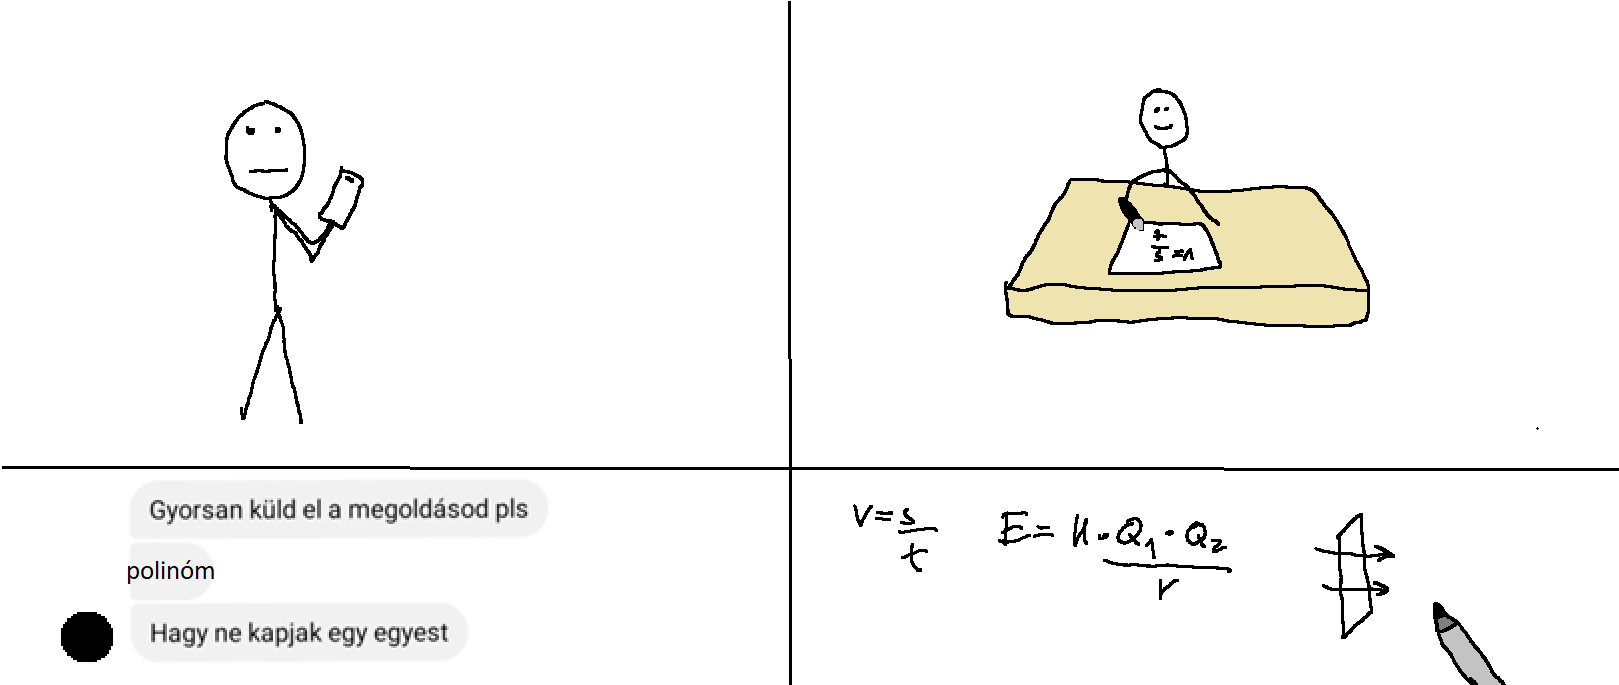 Gyorsan küld el a megoldásod pls
polinóm
Hagy ne kapjak egy egyest
v = s
t
E = k · Q₁ · Q₂
r